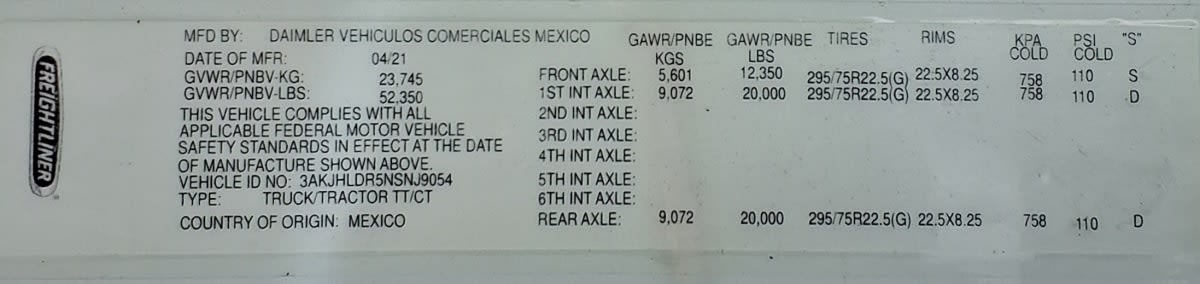 FREIGHTLINER
MFD BY: DAIMLER VEHICULOS COMERCIALES MEXICO
DATE OF MFR: 04/21
GVWR/PNBV-KG: 23,745
GVWR/PNBV-LBS: 52,350
THIS VEHICLE COMPLIES WITH ALL
APPLICABLE FEDERAL MOTOR VEHICLE
SAFETY STANDARDS IN EFFECT AT THE DATE
OF MANUFACTURE SHOWN ABOVE.
VEHICLE ID NO: 3AKJHLDR5NSNJ9054
TYPE: TRUCK/TRACTOR TT/CT
COUNTRY OF ORIGIN: MEXICO
GAWR/PNBE GAWR/PNBE TIRES RIMS KPA PSI "S"
KGS LBS COLD COLD
FRONT AXLE: 5,601 12,350 295/75R22.5(G) 22.5X8.25 758 110 S
1ST INT AXLE: 9,072 20,000 295/75R22.5(G) 22.5X8.25 758 110 D
2ND INT AXLE:
3RD INT AXLE:
4TH INT AXLE:
5TH INT AXLE:
6TH INT AXLE:
REAR AXLE: 9,072 20,000 295/75R22.5(G) 22.5X8.25 758 110 D